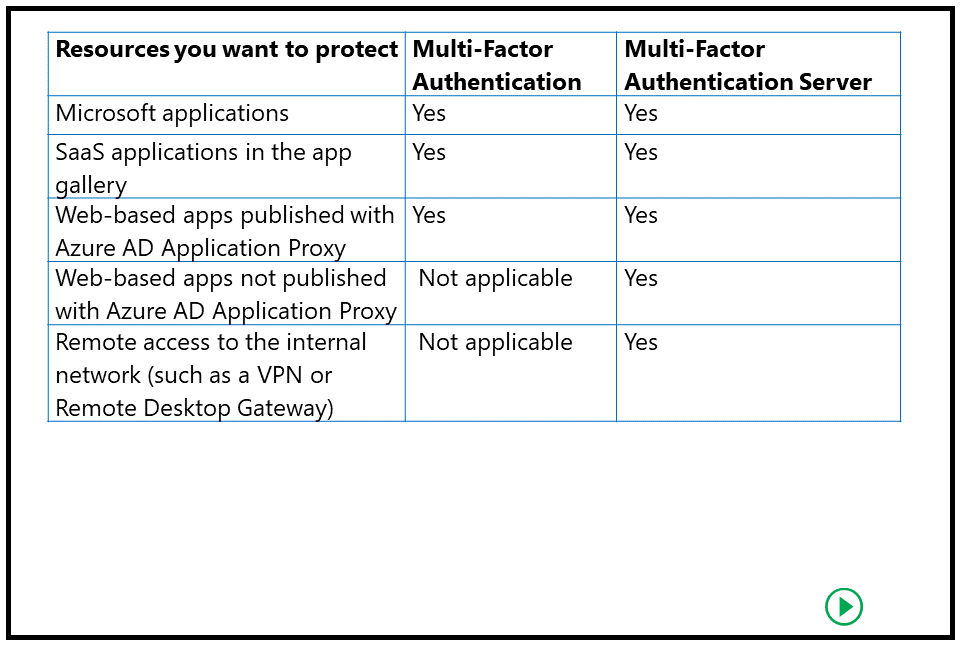 Resources you want to protect
Multi-Factor
Authentication
Multi-Factor
Authentication Server
Microsoft applications
Yes
Yes
SaaS applications in the app
gallery
Yes
Yes
Web-based apps published with
Azure AD Application Proxy
Yes
Yes
Web-based apps not published
with Azure AD Application Proxy
Not applicable
Yes
Remote access to the internal
network (such as a VPN or
Remote Desktop Gateway)
Not applicable
Yes